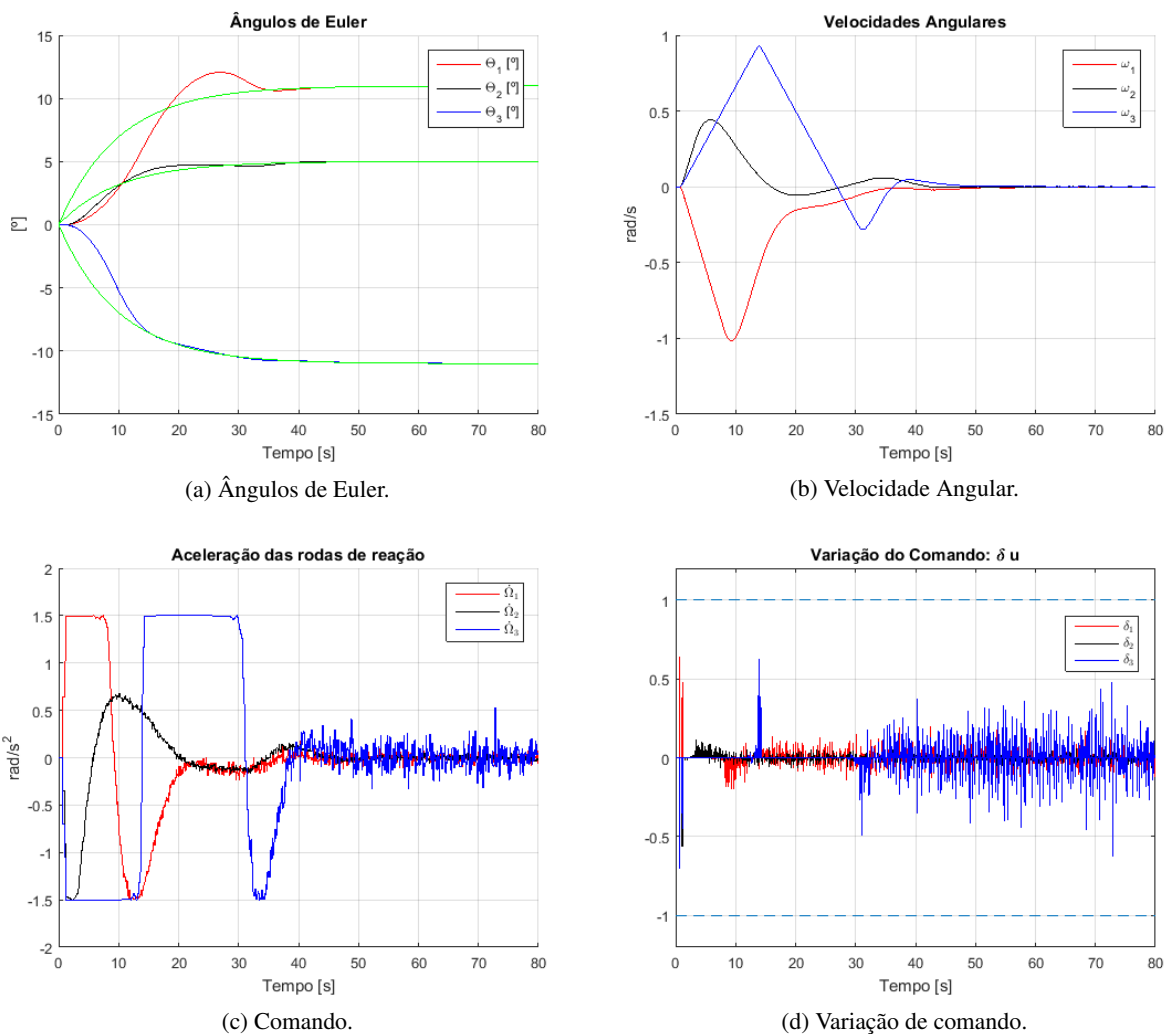 Ângulos de Euler
15
10
5
0
-5
-10
-15
[º]
Θ1 [º]
Θ2 [º]
Θ3 [º]
0 10 20 30 40 50 60 70 80
Tempo [s]
(a) Ângulos de Euler.
Velocidades Angulares
1
0.5
0
-0.5
-1
-1.5
rad/s
ω1
ω2
ω3
0 10 20 30 40 50 60 70 80
Tempo [s]
(b) Velocidade Angular.
Aceleração das rodas de reação
2
1.5
1
0.5
0
-0.5
-1
-1.5
-2
rad/s²
Ω̇1
Ω̇2
Ω̇3
0 10 20 30 40 50 60 70 80
Tempo [s]
(c) Comando.
Variação do Comando: δ u
1
0.5
0
-0.5
-1
δ1
δ2
δ3
0 10 20 30 40 50 60 70 80
Tempo [s]
(d) Variação de comando.